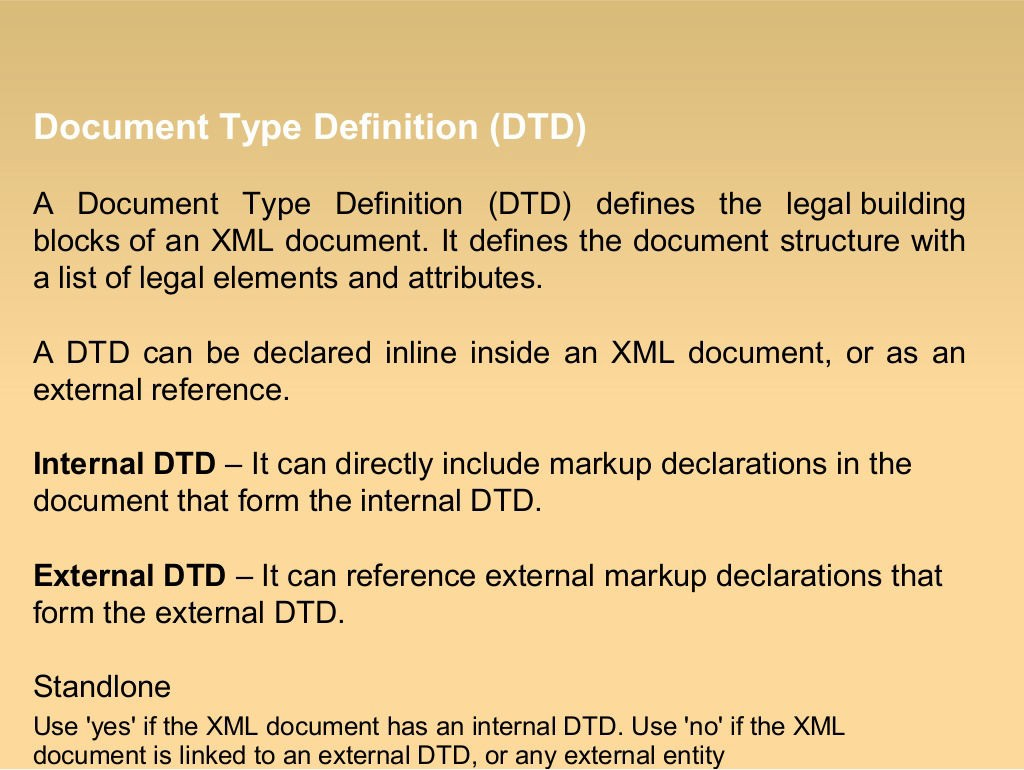 Document Type Definition (DTD)
A Document Type Definition (DTD) defines the legal building
blocks of an XML document. It defines the document structure with
a list of legal elements and attributes.
A DTD can be declared inline inside an XML document, or as an
external reference.
Internal DTD – It can directly include markup declarations in the
document that form the internal DTD.
External DTD – It can reference external markup declarations that
form the external DTD.
Standlone
Use 'yes' if the XML document has an internal DTD. Use 'no' if the XML
document is linked to an external DTD, or any external entity